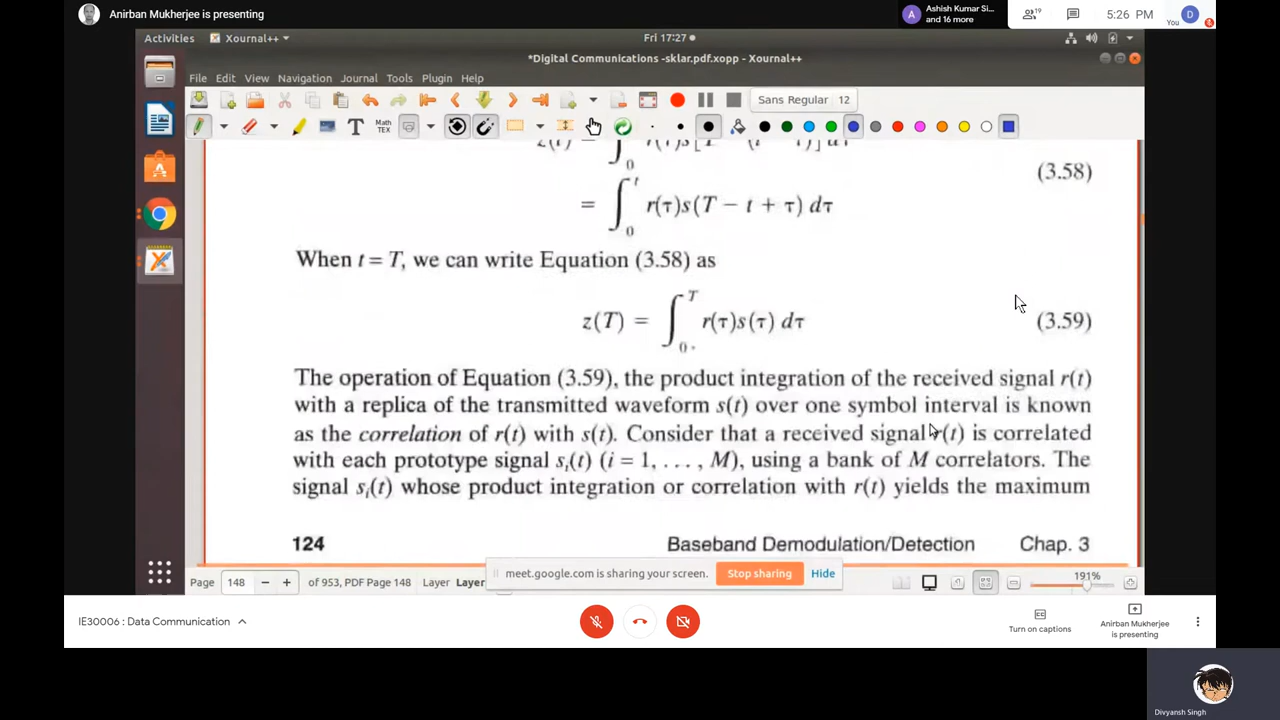 Anirban Mukherjee is presenting
Ashish Kumar Si...
and 16 more
19
5:26 PM
D
You
Activities
Xournal++
Fri 17:27
*Digital Communications -sklar.pdf.xopp - Xournal++
File Edit View Navigation Journal Tools Plugin Help
Sans Regular 12
T
Math
TEX
(3.58)
= ∫₀ᵗ r(τ)s(T − t + τ) dτ
When t = T, we can write Equation (3.58) as
z(T) = ∫₀ᵀ r(τ)s(τ) dτ (3.59)
The operation of Equation (3.59), the product integration of the received signal r(t)
with a replica of the transmitted waveform s(t) over one symbol interval is known
as the correlation of r(t) with s(t). Consider that a received signal r(t) is correlated
with each prototype signal sᵢ(t) (i = 1, . . . , M), using a bank of M correlators. The
signal sᵢ(t) whose product integration or correlation with r(t) yields the maximum
124 Baseband Demodulation/Detection Chap. 3
meet.google.com is sharing your screen. Stop sharing Hide
Page 148 − + of 953, PDF Page 148 Layer Layer
191%
IE30006 : Data Communication
Turn on captions
Anirban Mukherjee
is presenting
Divyansh Singh